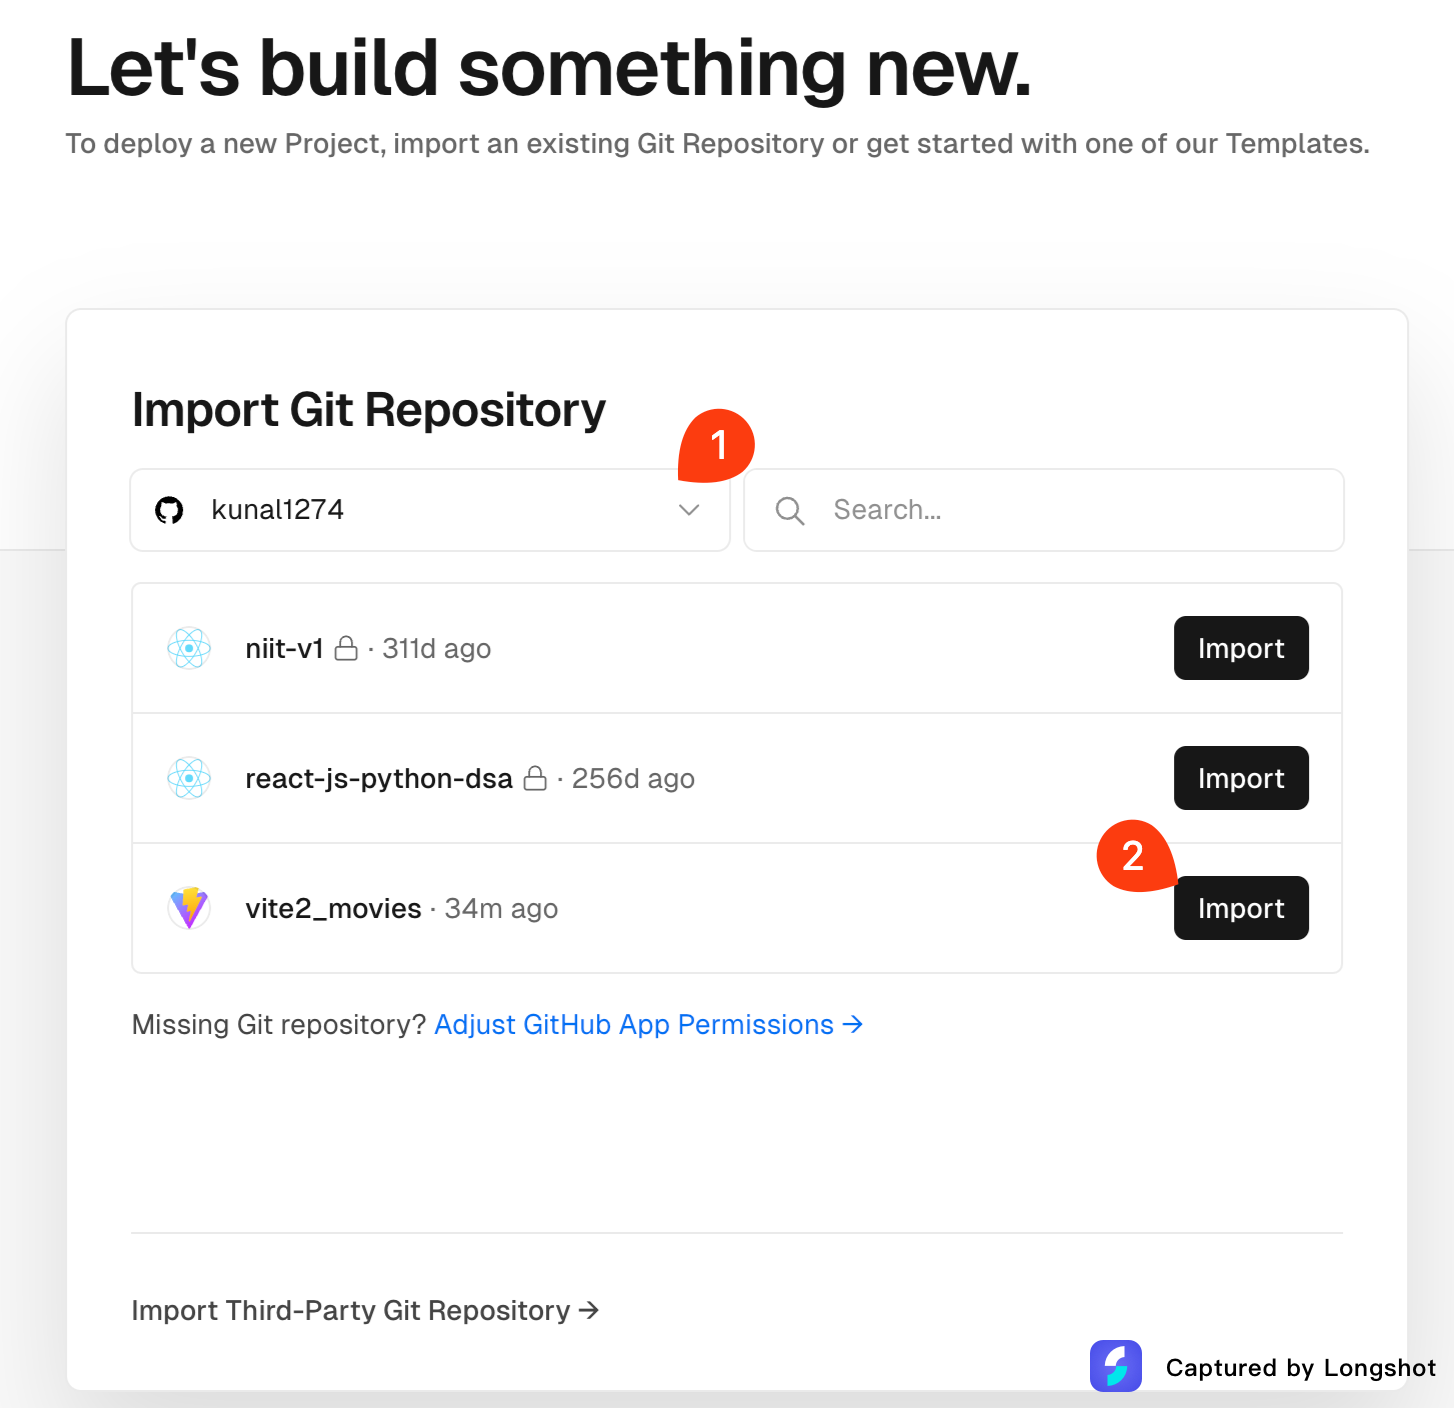 Let's build something new.
To deploy a new Project, import an existing Git Repository or get started with one of our Templates.
Import Git Repository
1
kunal1274
Search...
niit-v1 · 311d ago
Import
react-js-python-dsa · 256d ago
Import
2
vite2_movies · 34m ago
Import
Missing Git repository? Adjust GitHub App Permissions →
Import Third-Party Git Repository →
Captured by Longshot